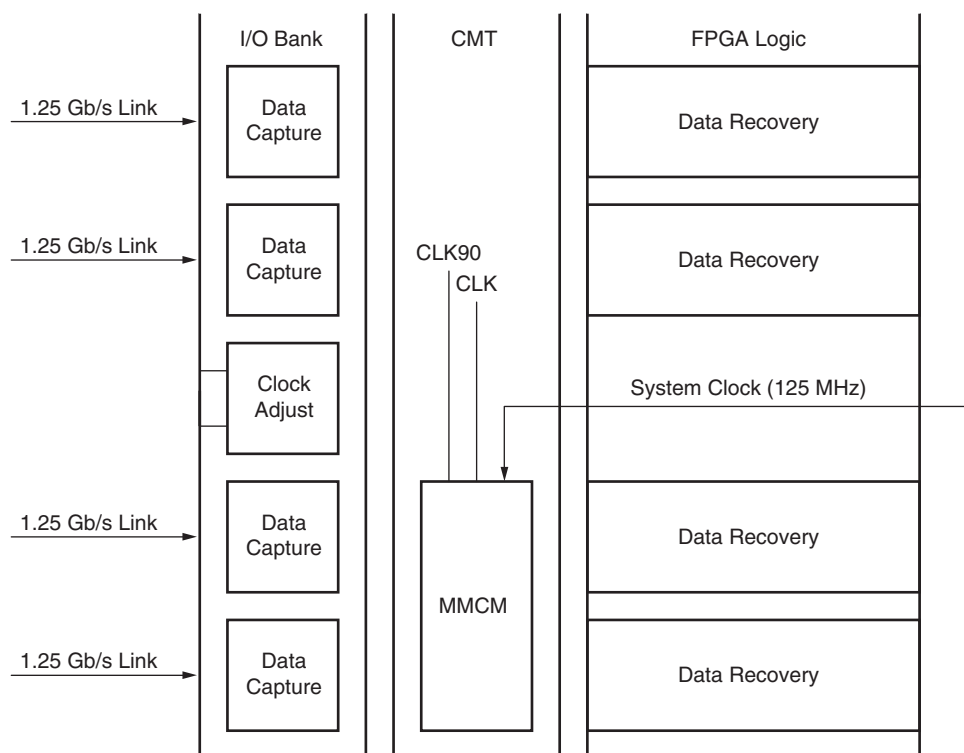 I/O Bank
CMT
FPGA Logic
1.25 Gb/s Link
Data
Capture
Data Recovery
1.25 Gb/s Link
Data
Capture
CLK90
CLK
Data Recovery
Clock
Adjust
System Clock (125 MHz)
1.25 Gb/s Link
Data
Capture
MMCM
Data Recovery
1.25 Gb/s Link
Data
Capture
Data Recovery